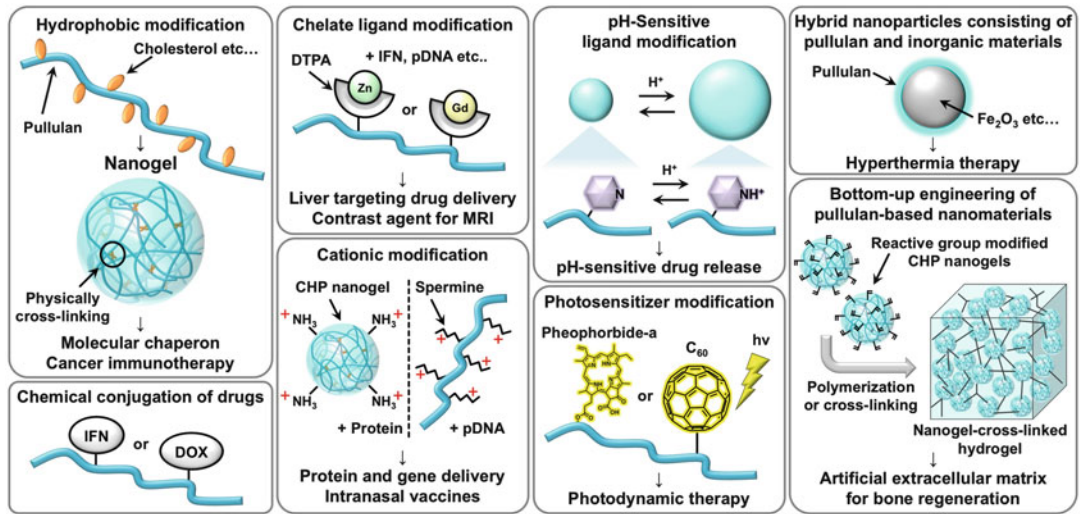 Hydrophobic modification
Cholesterol etc…
Pullulan
Nanogel
Physically
cross-linking
Molecular chaperon
Cancer immunotherapy
Chemical conjugation of drugs
IFN
or
DOX
Chelate ligand modification
DTPA
+ IFN, pDNA etc..
Zn
or
Gd
Liver targeting drug delivery
Contrast agent for MRI
Cationic modification
CHP nanogel
Spermine
+
NH₃
NH₃
+
+
NH₃
NH₃
+
+
+
+
+
+ Protein
+ pDNA
Protein and gene delivery
Intranasal vaccines
pH-Sensitive
ligand modification
H⁺
H⁺
N
NH⁺
pH-sensitive drug release
Photosensitizer modification
Pheophorbide-a
C₆₀
hν
or
Photodynamic therapy
Hybrid nanoparticles consisting of
pullulan and inorganic materials
Pullulan
Fe₂O₃ etc…
Hyperthermia therapy
Bottom-up engineering of
pullulan-based nanomaterials
Reactive group modified
CHP nanogels
Polymerization
or cross-linking
Nanogel-cross-linked
hydrogel
Artificial extracellular matrix
for bone regeneration